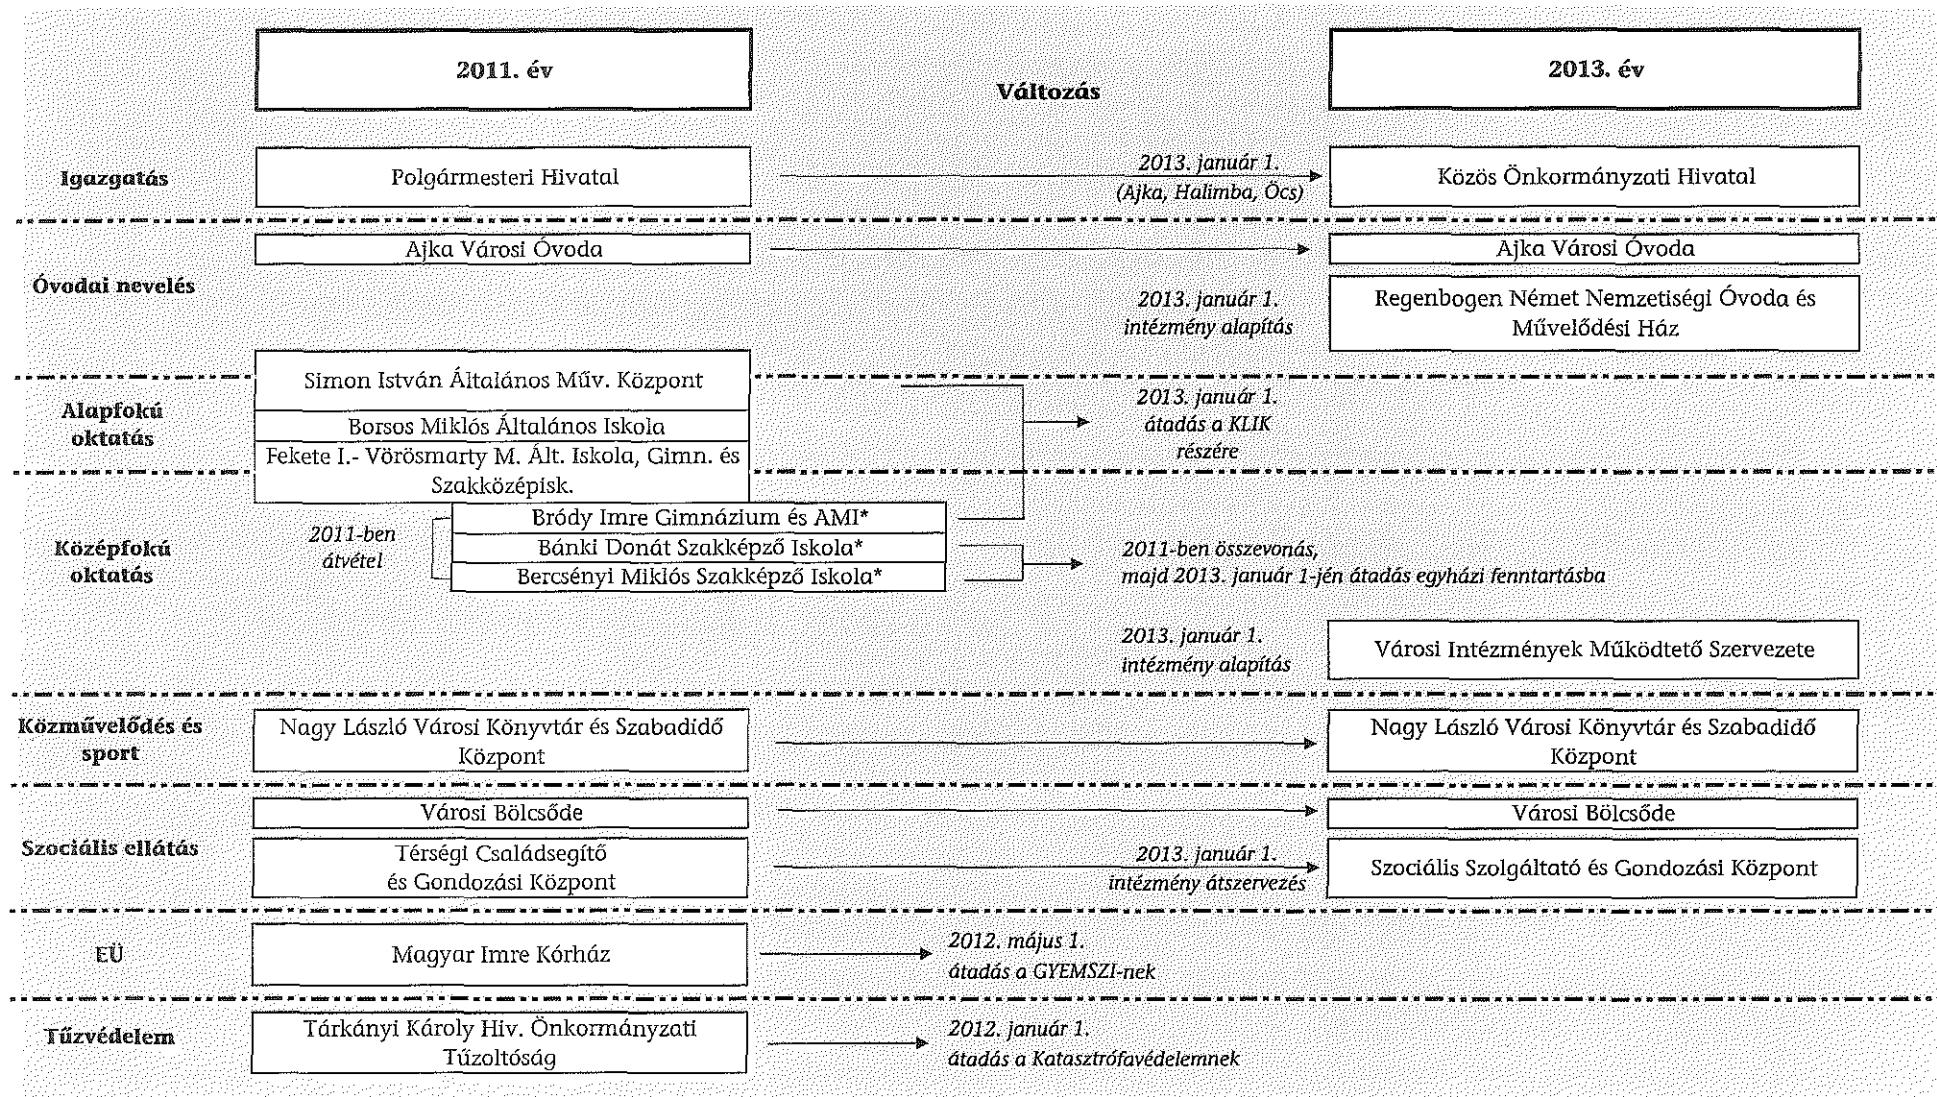 2011. év
Változás
2013. év
Igazgatás
Polgármesteri Hivatal
2013. január 1.
(Ajka, Halimba, Öcs)
Közös Önkormányzati Hivatal
Óvodai nevelés
Ajka Városi Óvoda
Ajka Városi Óvoda
2013. január 1.
intézmény alapítás
Regenbogen Német Nemzetiségi Óvoda és
Művelődési Ház
Alapfokú
oktatás
Simon István Általános Műv. Központ
Borsos Miklós Általános Iskola
Fekete I.- Vörösmarty M. Ált. Iskola, Gimn. és
Szakközépisk.
2013. január 1.
átadás a KLIK
részére
Középfokú
oktatás
2011-ben
átvétel
Bródy Imre Gimnázium és AMI*
Bánki Donát Szakképző Iskola*
Bercsényi Miklós Szakképző Iskola*
2011-ben összevonás,
majd 2013. január 1-jén átadás egyházi fenntartásba
2013. január 1.
intézmény alapítás
Városi Intézmények Működtető Szervezete
Közművelődés és
sport
Nagy László Városi Könyvtár és Szabadidő
Központ
Nagy László Városi Könyvtár és Szabadidő
Központ
Szociális ellátás
Városi Bölcsőde
Városi Bölcsőde
Térségi Családsegítő
és Gondozási Központ
2013. január 1.
intézmény átszervezés
Szociális Szolgáltató és Gondozási Központ
EÜ
Magyar Imre Kórház
2012. május 1.
átadás a GYEMSZI-nek
Tűzvédelem
Tárkányi Károly Hiv. Önkormányzati
Tűzoltóság
2012. január 1.
átadás a Katasztrófavédelemnek